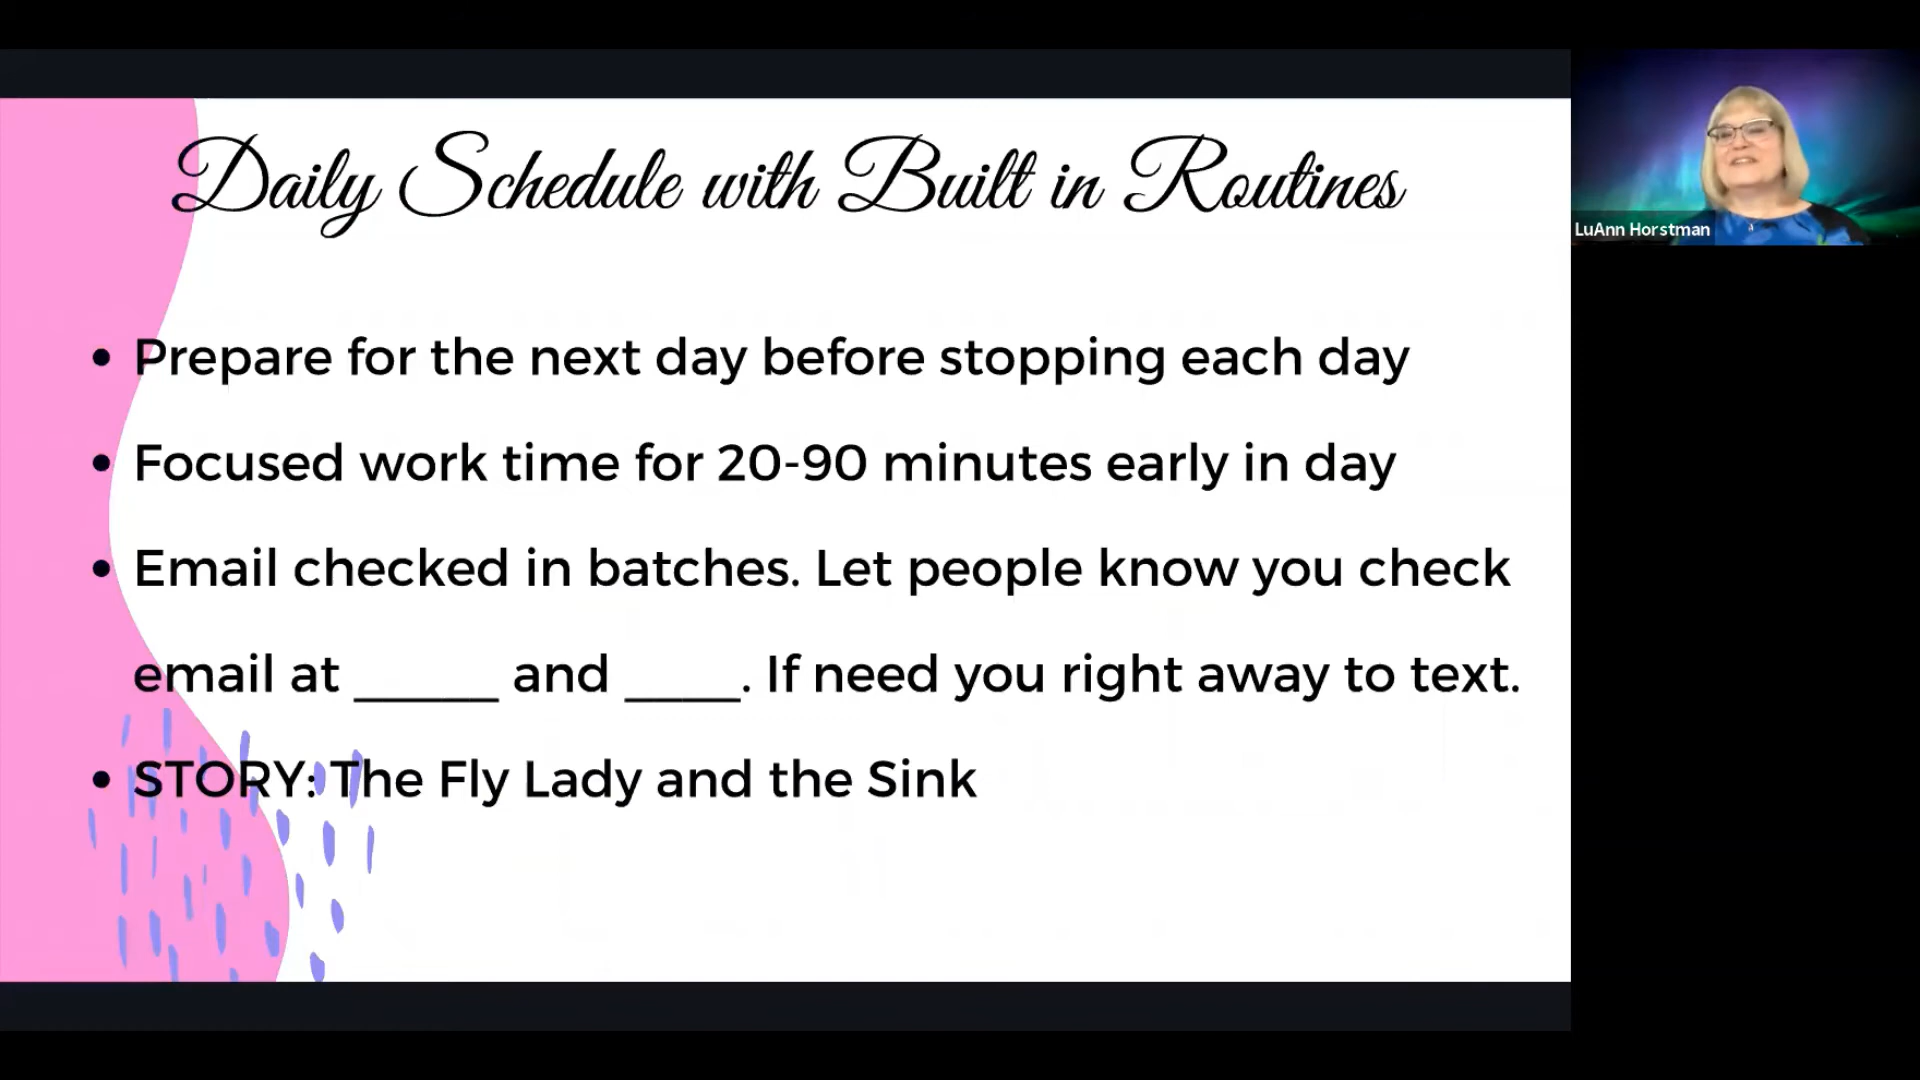 Daily Schedule with Built in Routines
• Prepare for the next day before stopping each day
• Focused work time for 20-90 minutes early in day
• Email checked in batches. Let people know you check
email at _____ and ____. If need you right away to text.
• STORY: The Fly Lady and the Sink
LuAnn Horstman